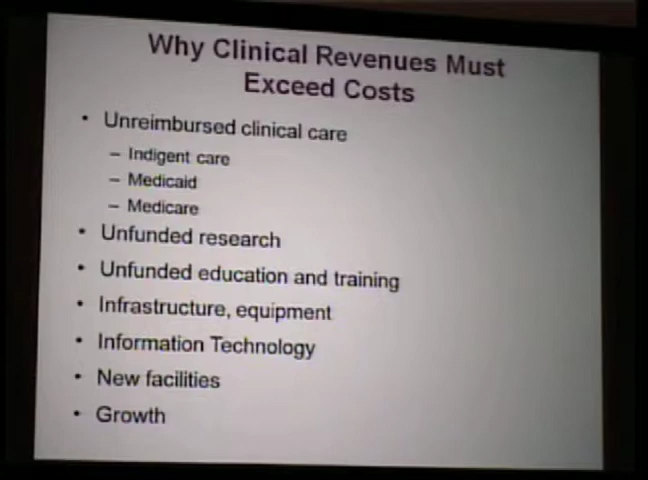 Why Clinical Revenues Must
Exceed Costs
• Unreimbursed clinical care
– Indigent care
– Medicaid
– Medicare
• Unfunded research
• Unfunded education and training
• Infrastructure, equipment
• Information Technology
• New facilities
• Growth